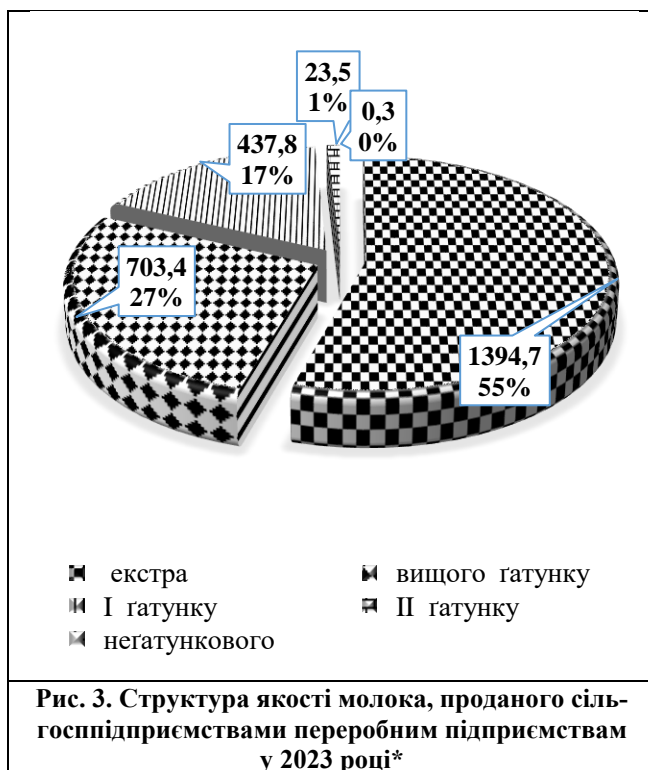 23,5
1%
0,3
0%
437,8
17%
703,4
27%
1394,7
55%
екстра
вищого ґатунку
І ґатунку
ІІ ґатунку
неґатункового
Рис. 3. Структура якості молока, проданого сіль-
госппідприємствами переробним підприємствам
у 2023 році*